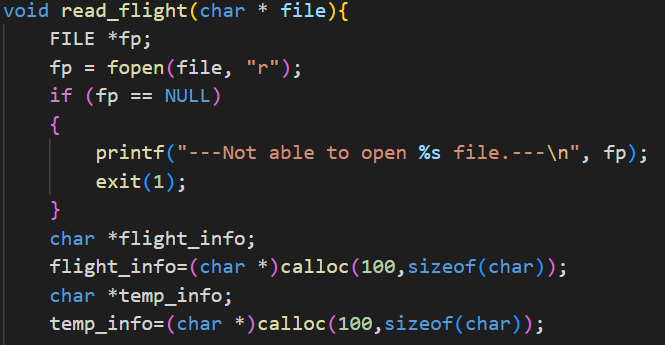 void read_flight(char * file){
    FILE *fp;
    fp = fopen(file, "r");
    if (fp == NULL)
    {
        printf("---Not able to open %s file.---\n", fp);
        exit(1);
    }
    char *flight_info;
    flight_info=(char *)calloc(100,sizeof(char));
    char *temp_info;
    temp_info=(char *)calloc(100,sizeof(char));